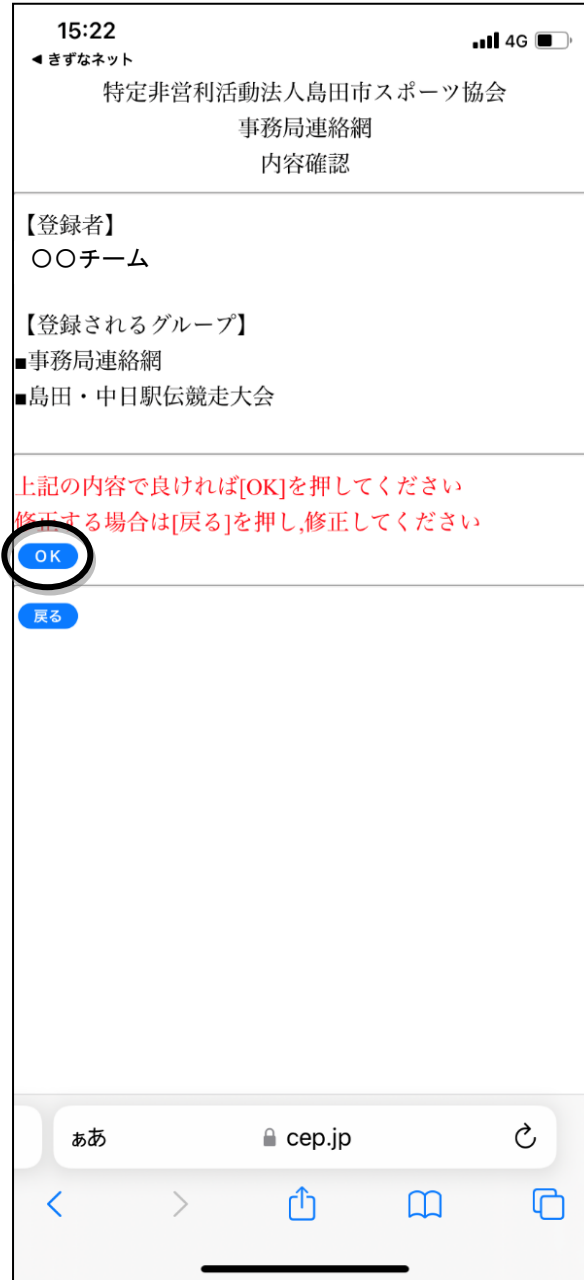 15:22
4G
◀ きずなネット
特定非営利活動法人島田市スポーツ協会
事務局連絡網
内容確認
【登録者】
〇〇チーム
【登録されるグループ】
■事務局連絡網
■島田・中日駅伝競走大会
上記の内容で良ければ[OK]を押してください
修正する場合は[戻る]を押し,修正してください
OK
戻る
ぁあ
cep.jp